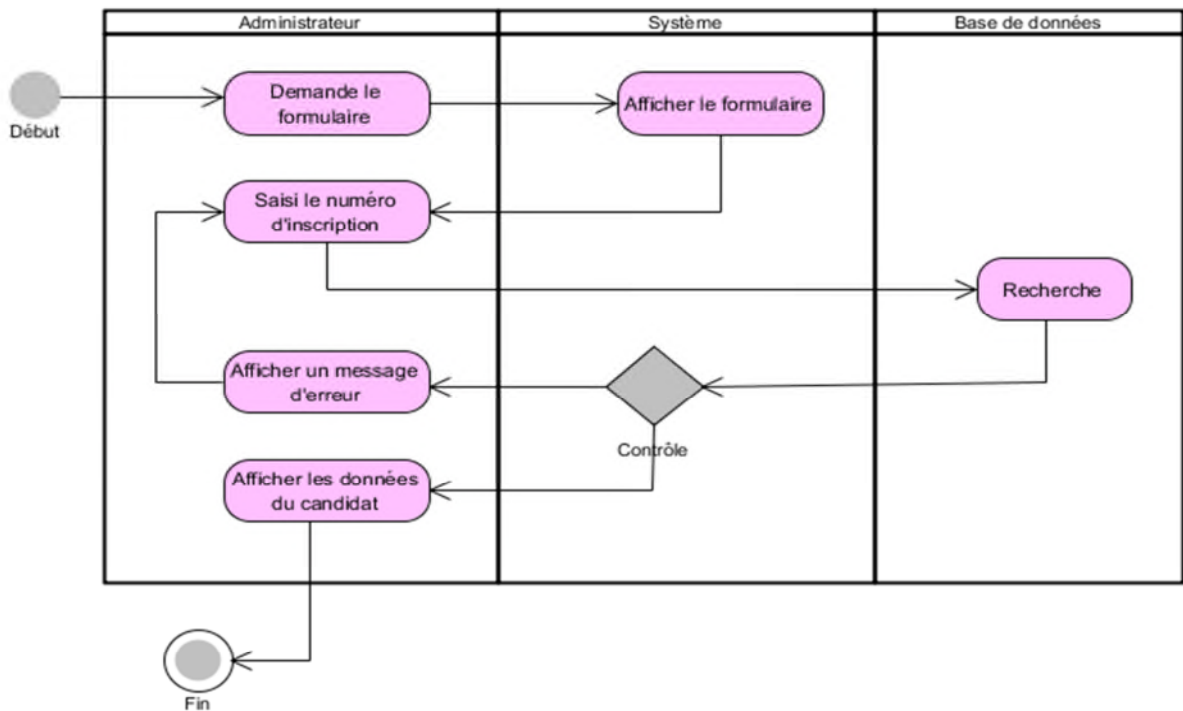 Administrateur
Système
Base de données
Début
Demande le
formulaire
Afficher le formulaire
Saisi le numéro
d'inscription
Recherche
Afficher un message
d'erreur
Contrôle
Afficher les données
du candidat
Fin